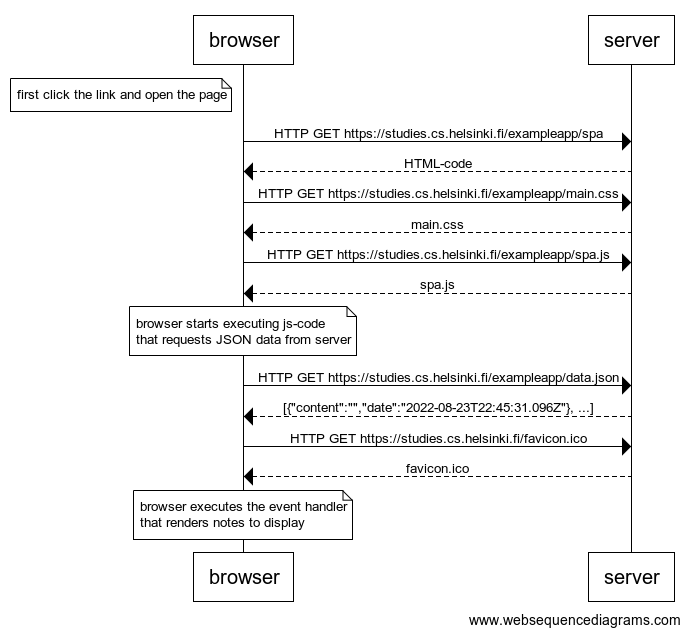 browser
server
first click the link and open the page
HTTP GET https://studies.cs.helsinki.fi/exampleapp/spa
HTML-code
HTTP GET https://studies.cs.helsinki.fi/exampleapp/main.css
main.css
HTTP GET https://studies.cs.helsinki.fi/exampleapp/spa.js
spa.js
browser starts executing js-code
that requests JSON data from server
HTTP GET https://studies.cs.helsinki.fi/exampleapp/data.json
[{"content":"","date":"2022-08-23T22:45:31.096Z"}, ...]
HTTP GET https://studies.cs.helsinki.fi/favicon.ico
favicon.ico
browser executes the event handler
that renders notes to display
browser
server
www.websequencediagrams.com